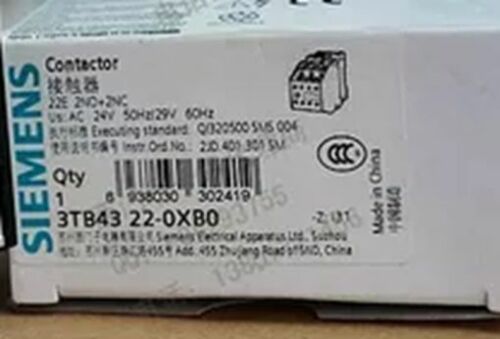 SIEMENS
Contactor
接触器
22E 2NO+2NC
Us: AC 24V 50Hz/29V 60Hz
执行标准 Executing standard: Q/320500 SMS 004
使用说明书编号 Instr.Ord.No.: 2JD.401.301 SM
Qty
1
6 938030 302419
3TB43 22-0XB0
-Z: U31
Siemens Electrical Apparatus Ltd., Suzhou
Add. 455 Zhujiang Road of SND, China
CCC
Made in China
中国制造